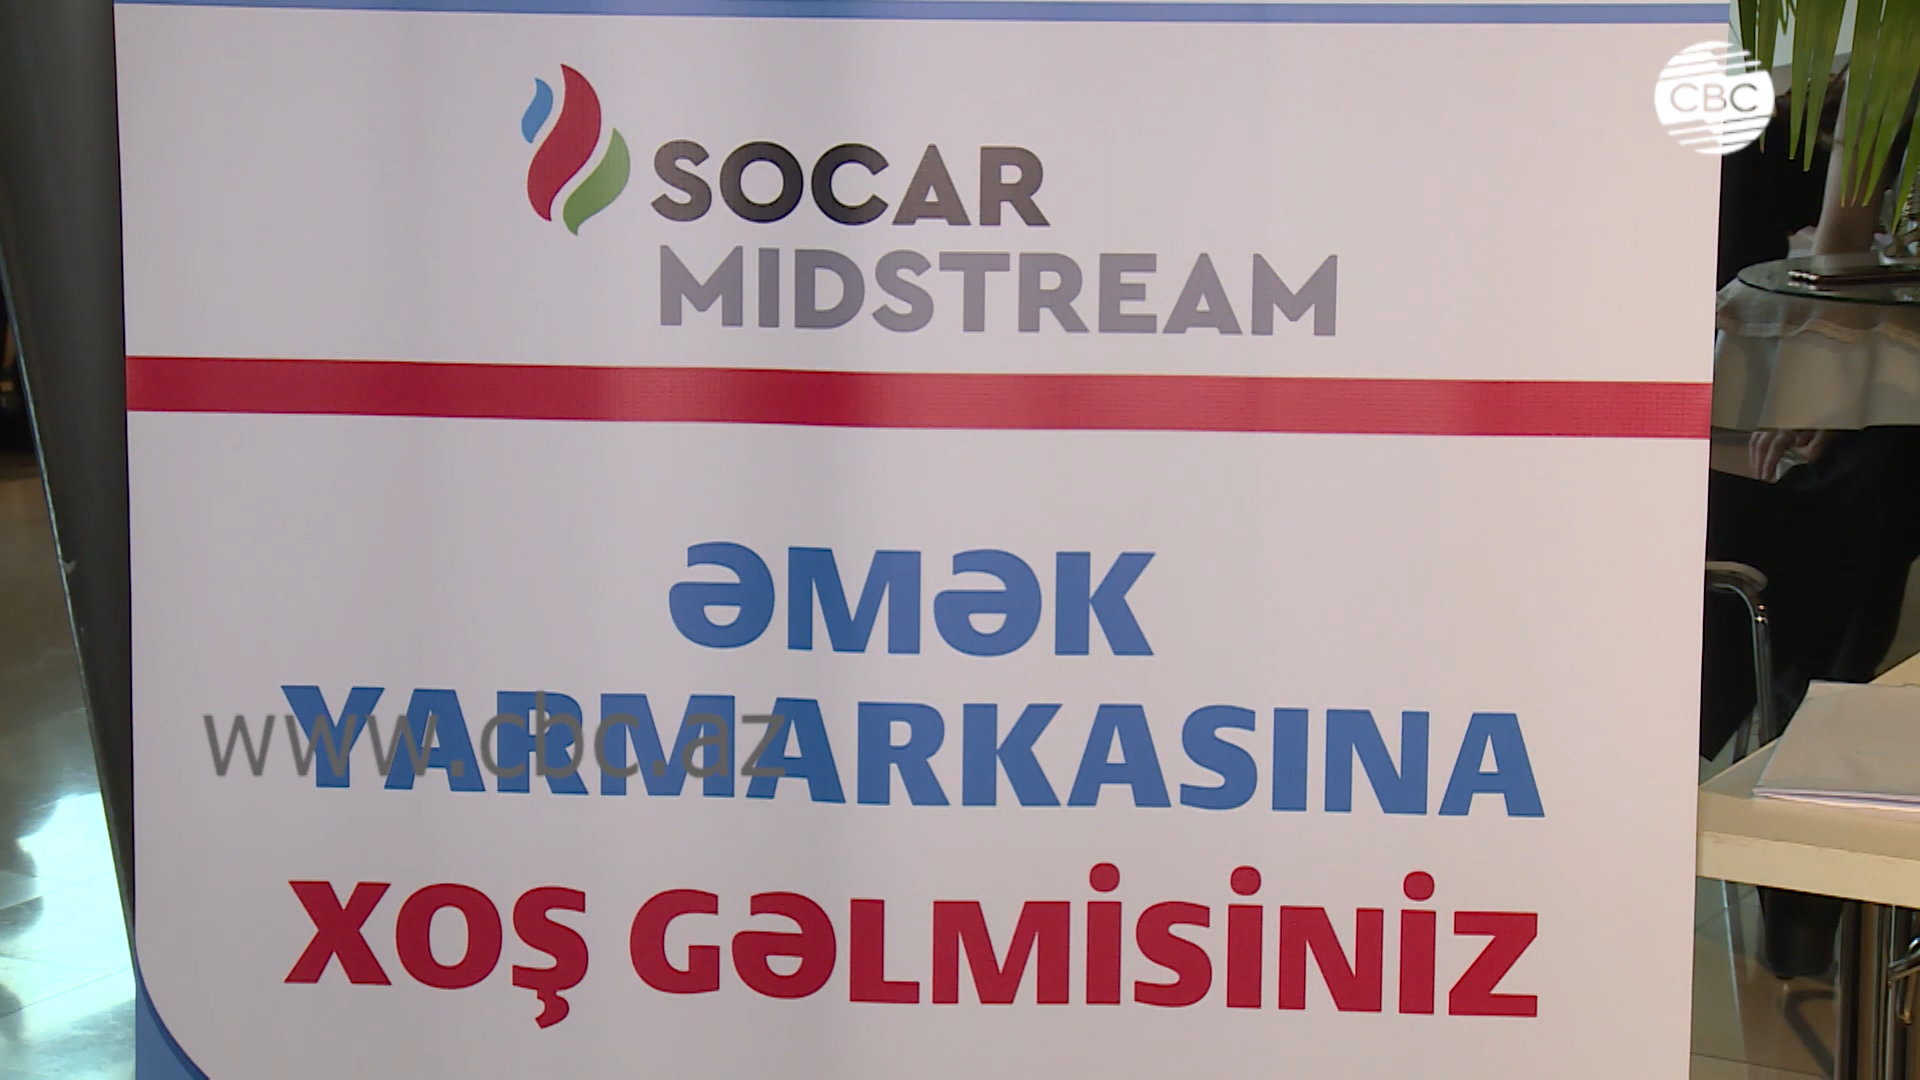 CBC
SOCAR
MIDSTREAM
ƏMƏK
YARMARKASINA
www.cbc.az
XOŞ GƏLMİSİNİZ